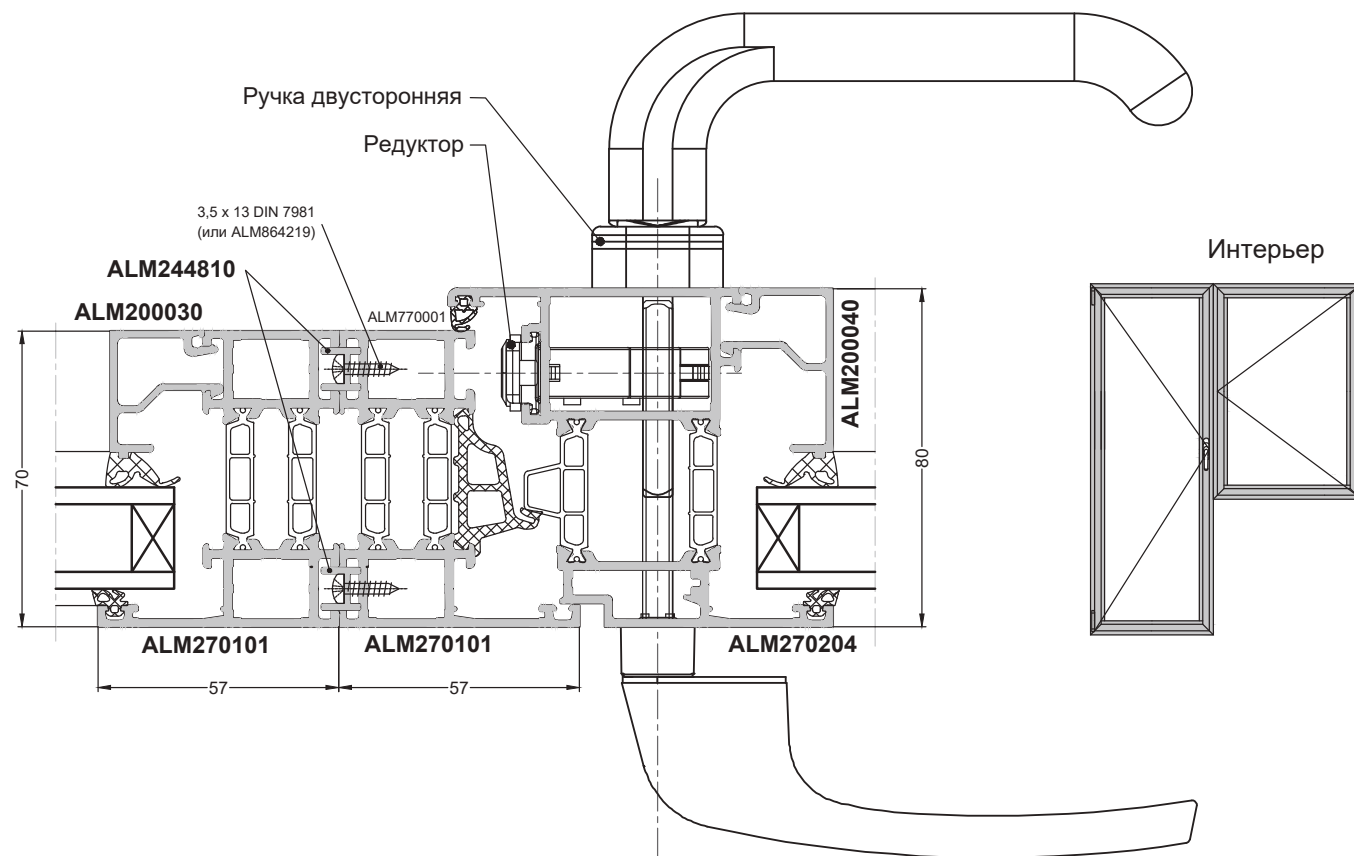 Ручка двусторонняя
Редуктор
3,5 x 13 DIN 7981
(или ALM864219)
Интерьер
ALM244810
ALM200030
ALM770001
ALM200040
70
80
ALM270101
ALM270101
ALM270204
57
57